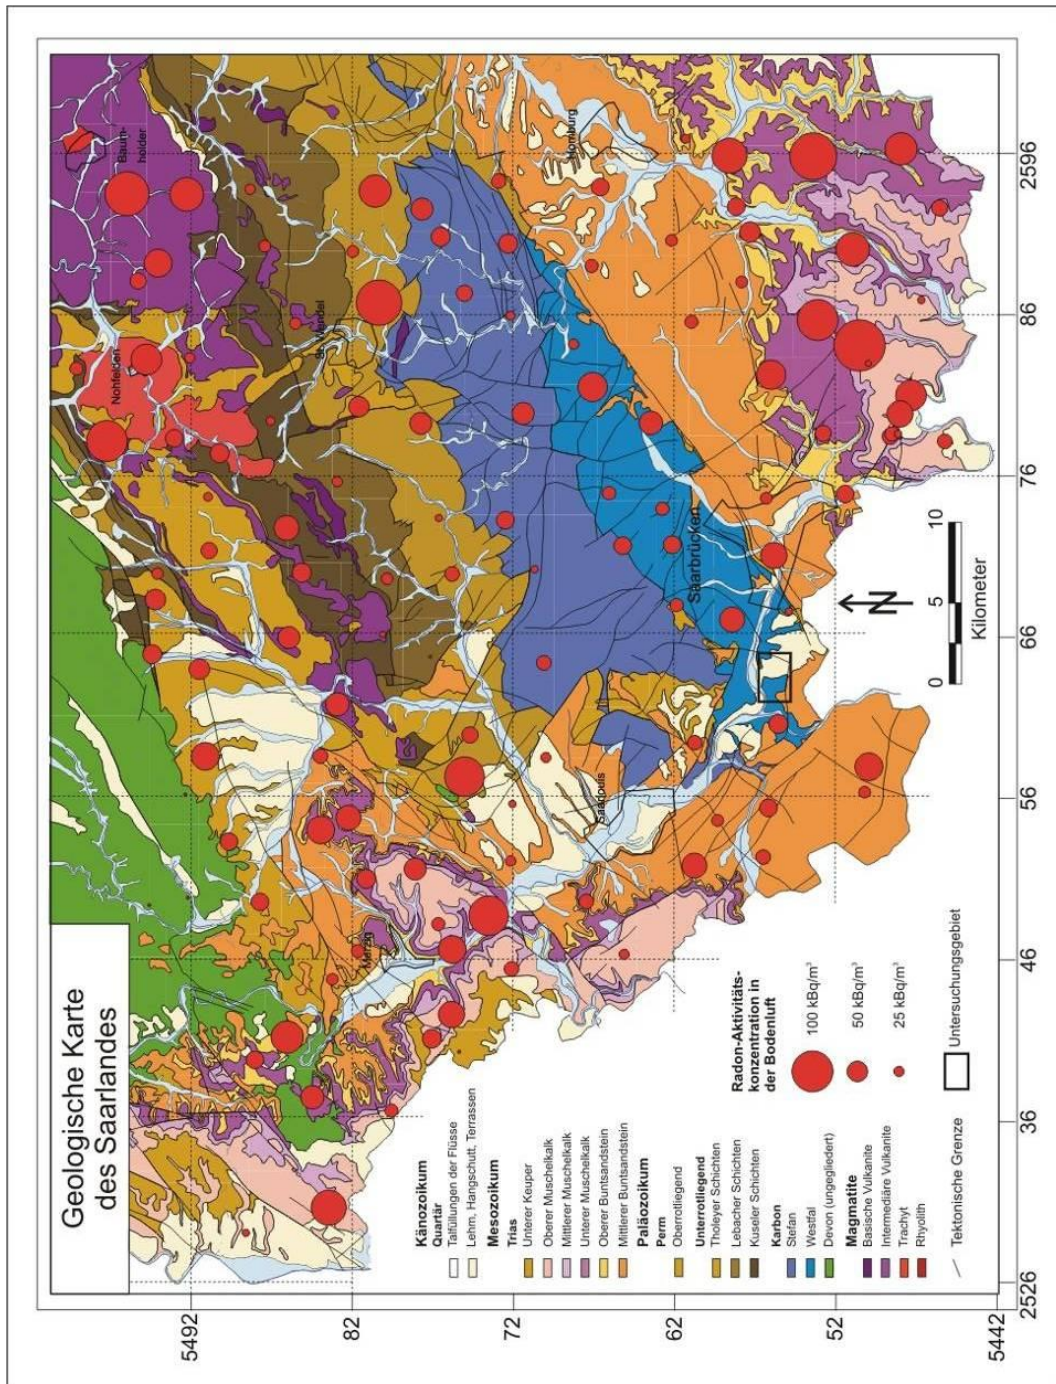 Geologische Karte
des Saarlandes
Känozoikum
Quartär
Talfüllungen der Flüsse
Lehm, Hangschutt, Terrassen
Mesozoikum
Trias
Unterer Keuper
Oberer Muschelkalk
Mittlerer Muschelkalk
Unterer Muschelkalk
Oberer Buntsandstein
Mittlerer Buntsandstein
Paläozoikum
Perm
Oberrotliegend
Unterrotliegend
Tholeyer Schichten
Lebacher Schichten
Kuseler Schichten
Karbon
Stefan
Westfal
Devon (ungegliedert)
Magmatite
Basische Vulkanite
Intermediäre Vulkanite
Trachyt
Rhyolith
Tektonische Grenze
Radon-Aktivitäts-
konzentration in
der Bodenluft
100 kBq/m³
50 kBq/m³
25 kBq/m³
Untersuchungsgebiet
Nohfelden
Baum-
holder
St. Wendel
Homburg
Merzig
Saarlouis
Saarbrücken
N
0 5 10
Kilometer
5492
82
72
62
52
5442
2526
36
46
56
66
76
86
2596